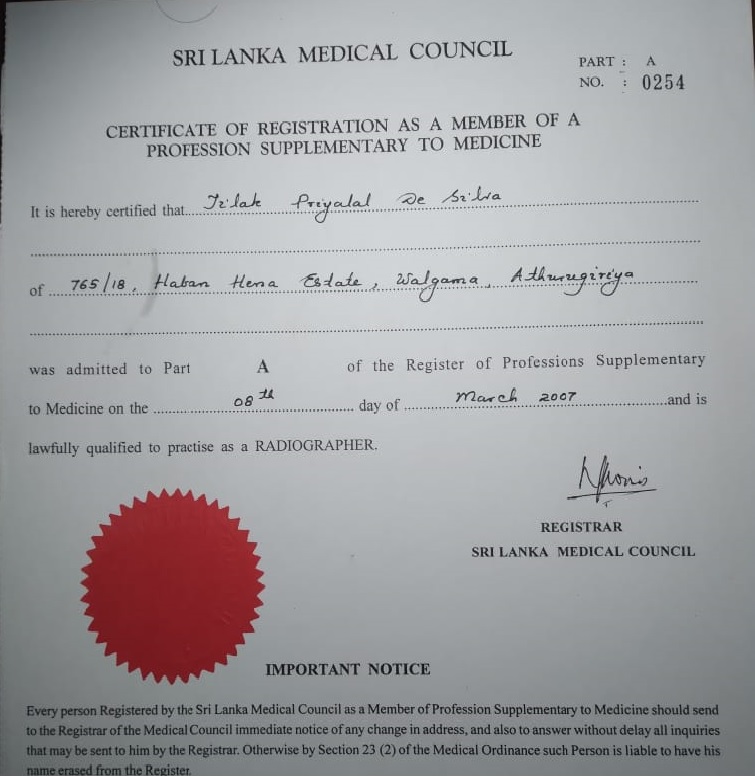 SRI LANKA MEDICAL COUNCIL
PART : A
NO. : 0254
CERTIFICATE OF REGISTRATION AS A MEMBER OF A
PROFESSION SUPPLEMENTARY TO MEDICINE
It is hereby certified that Tilak Priyalal De Silva
of 765/18, Haban Hena Estate, Walgama, Athurugiriya
was admitted to Part A of the Register of Professions Supplementary
to Medicine on the 08th day of March 2007 and is
lawfully qualified to practise as a RADIOGRAPHER.
REGISTRAR
SRI LANKA MEDICAL COUNCIL
IMPORTANT NOTICE
Every person Registered by the Sri Lanka Medical Council as a Member of Profession Supplementary to Medicine should send
to the Registrar of the Medical Council immediate notice of any change in address, and also to answer without delay all inquiries
that may be sent to him by the Registrar. Otherwise by Section 23 (2) of the Medical Ordinance such Person is liable to have his
name erased from the Register.